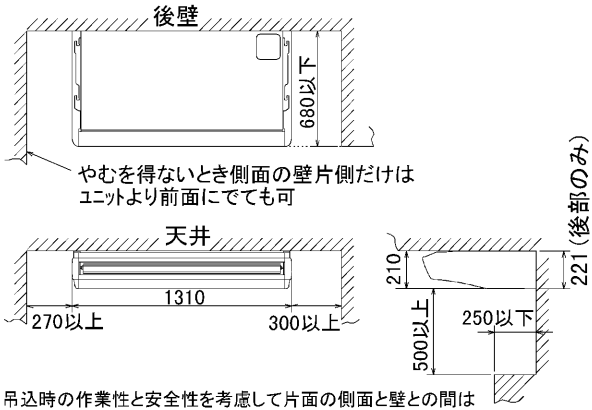 後壁
680以下
やむを得ないとき側面の壁片側だけは
ユニットより前面にでても可
天井
1310
270以上
300以上
210
221(後部のみ)
500以上
250以下
吊込時の作業性と安全性を考慮して片面の側面と壁との間は